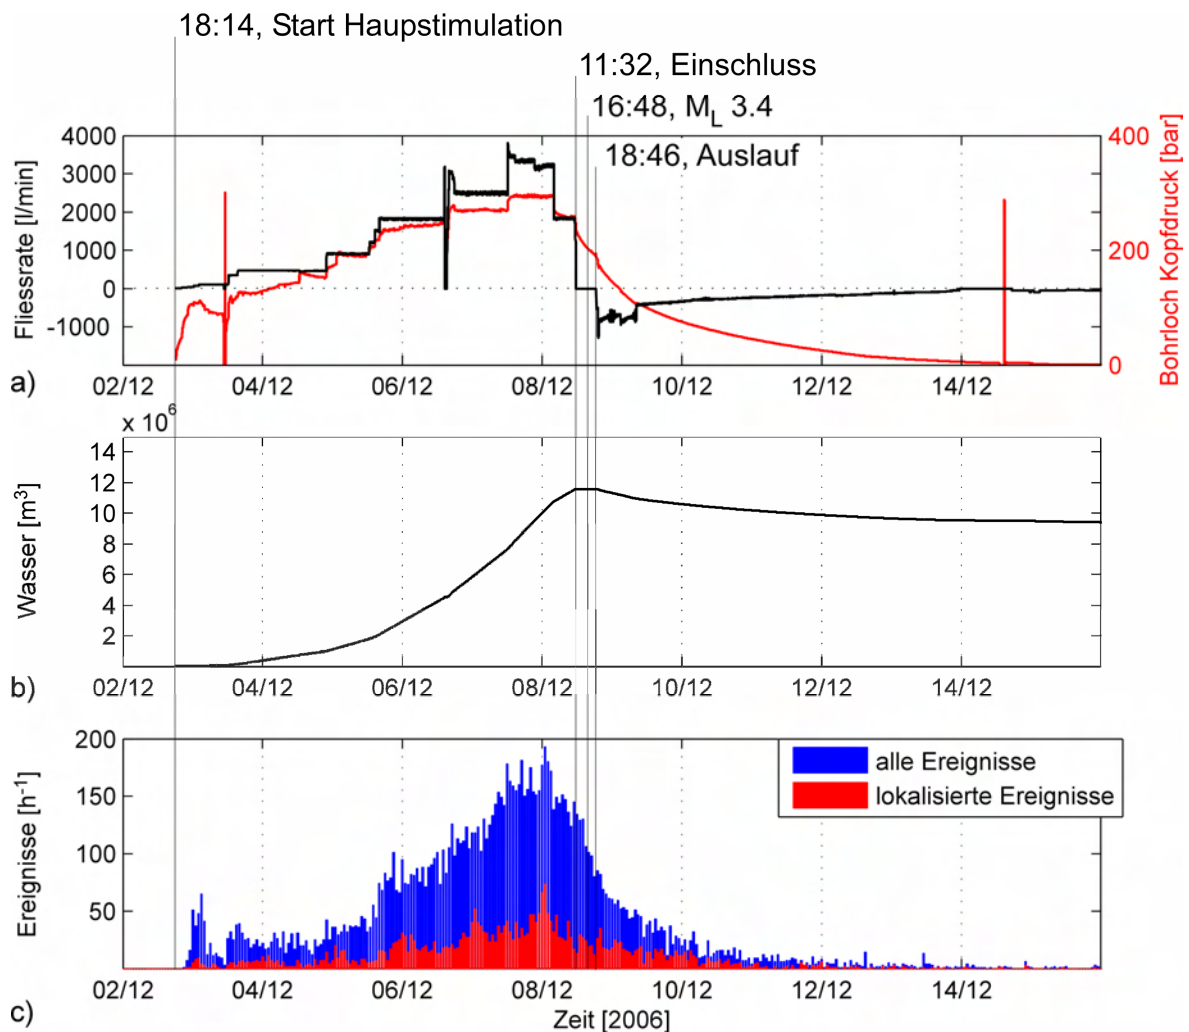 18:14, Start Haupstimulation
11:32, Einschluss
16:48, M_L 3.4
18:46, Auslauf
Fliessrate [l/min]
4000
3000
2000
1000
0
-1000
400
200
0
Bohrloch Kopfdruck [bar]
a)
02/12 04/12 06/12 08/12 10/12 12/12 14/12
x 10^6
Wasser [m³]
14
12
10
8
6
4
2
b)
02/12 04/12 06/12 08/12 10/12 12/12 14/12
Ereignisse [h⁻¹]
200
150
100
50
alle Ereignisse
lokalisierte Ereignisse
c)
02/12 04/12 06/12 08/12 10/12 12/12 14/12
Zeit [2006]